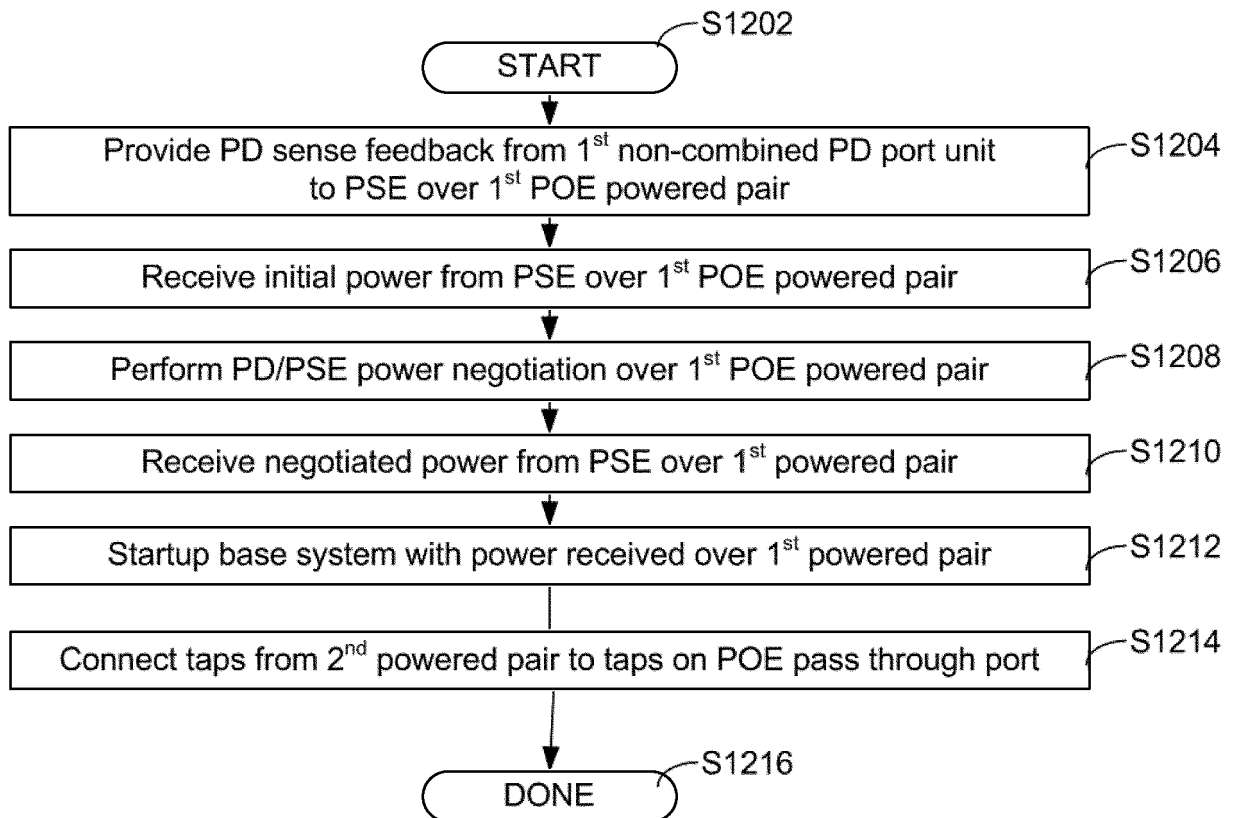 S1202
START
Provide PD sense feedback from 1st non-combined PD port unit
to PSE over 1st POE powered pair
S1204
Receive initial power from PSE over 1st POE powered pair
S1206
Perform PD/PSE power negotiation over 1st POE powered pair
S1208
Receive negotiated power from PSE over 1st powered pair
S1210
Startup base system with power received over 1st powered pair
S1212
Connect taps from 2nd powered pair to taps on POE pass through port
S1214
S1216
DONE